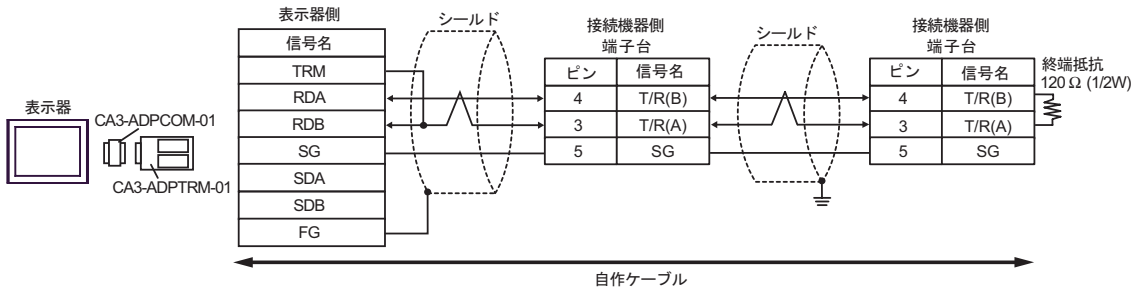 表示器
CA3-ADPCOM-01
CA3-ADPTRM-01
表示器側
信号名
TRM
RDA
RDB
SG
SDA
SDB
FG
シールド
接続機器側
端子台
ピン 信号名
4 T/R(B)
3 T/R(A)
5 SG
シールド
接続機器側
端子台
ピン 信号名
4 T/R(B)
3 T/R(A)
5 SG
終端抵抗
120 Ω (1/2W)
自作ケーブル